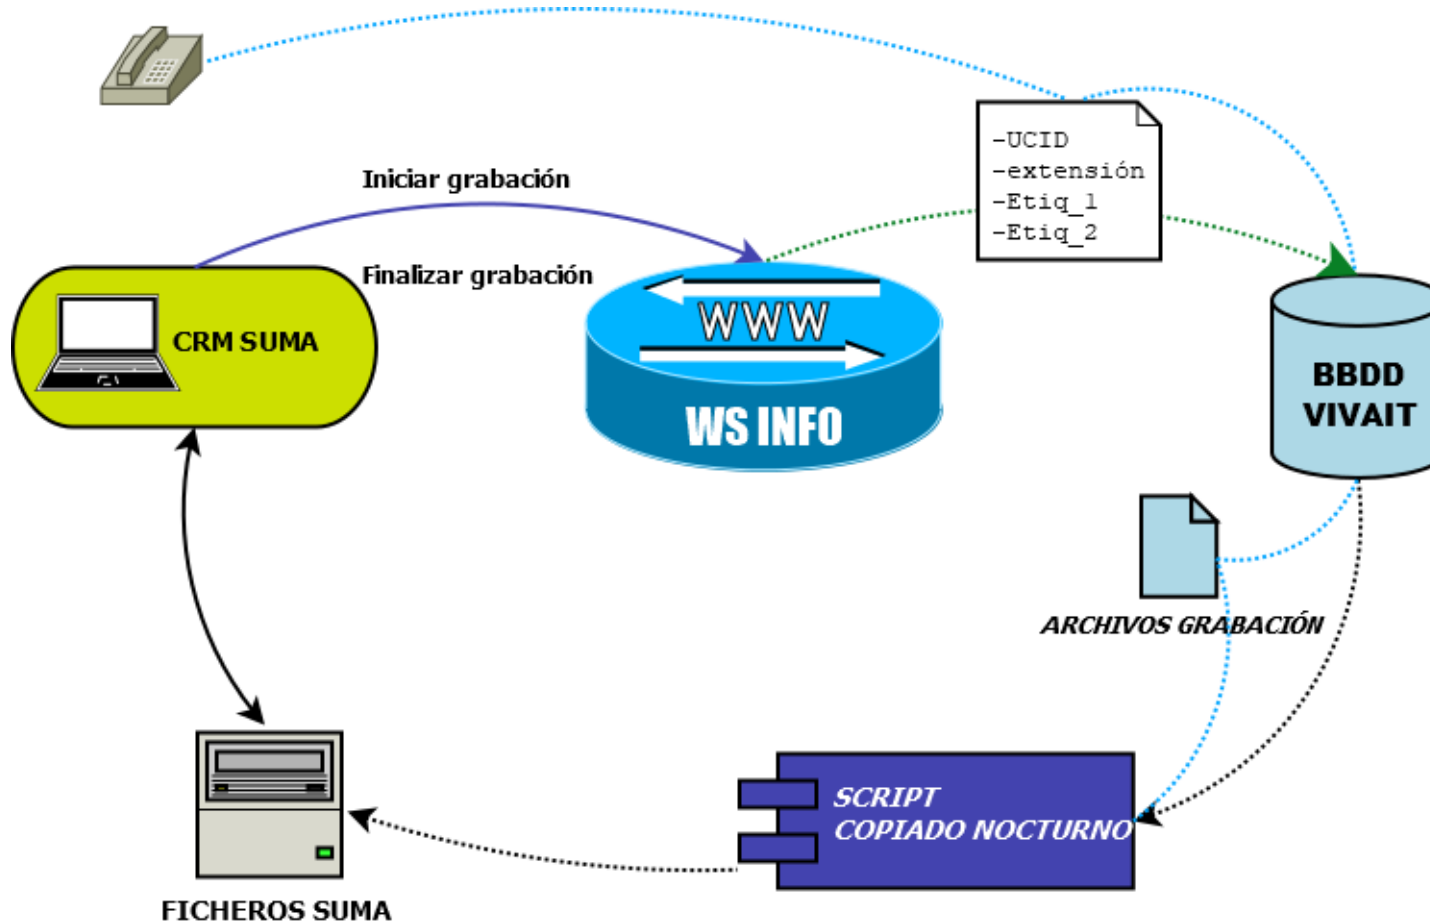 -UCID
-extensión
-Etiq_1
-Etiq_2
Iniciar grabación
Finalizar grabación
CRM SUMA
WWW
WS INFO
BBDD
VIVAIT
ARCHIVOS GRABACIÓN
SCRIPT
COPIADO NOCTURNO
FICHEROS SUMA